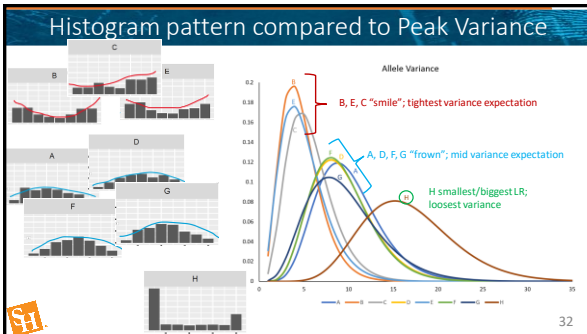 Histogram pattern compared to Peak Variance
C
B
E
A
D
F
G
H
Allele Variance
0.2
0.18
0.16
0.14
0.12
0.1
0.08
0.06
0.04
0.02
0
0
5
10
15
20
25
30
35
B
E
C
F
D
A
G
H
B, E, C “smile”; tightest variance expectation
A, D, F, G “frown”; mid variance expectation
H smallest/biggest LR;
loosest variance
A B C D E F G H
SH
32